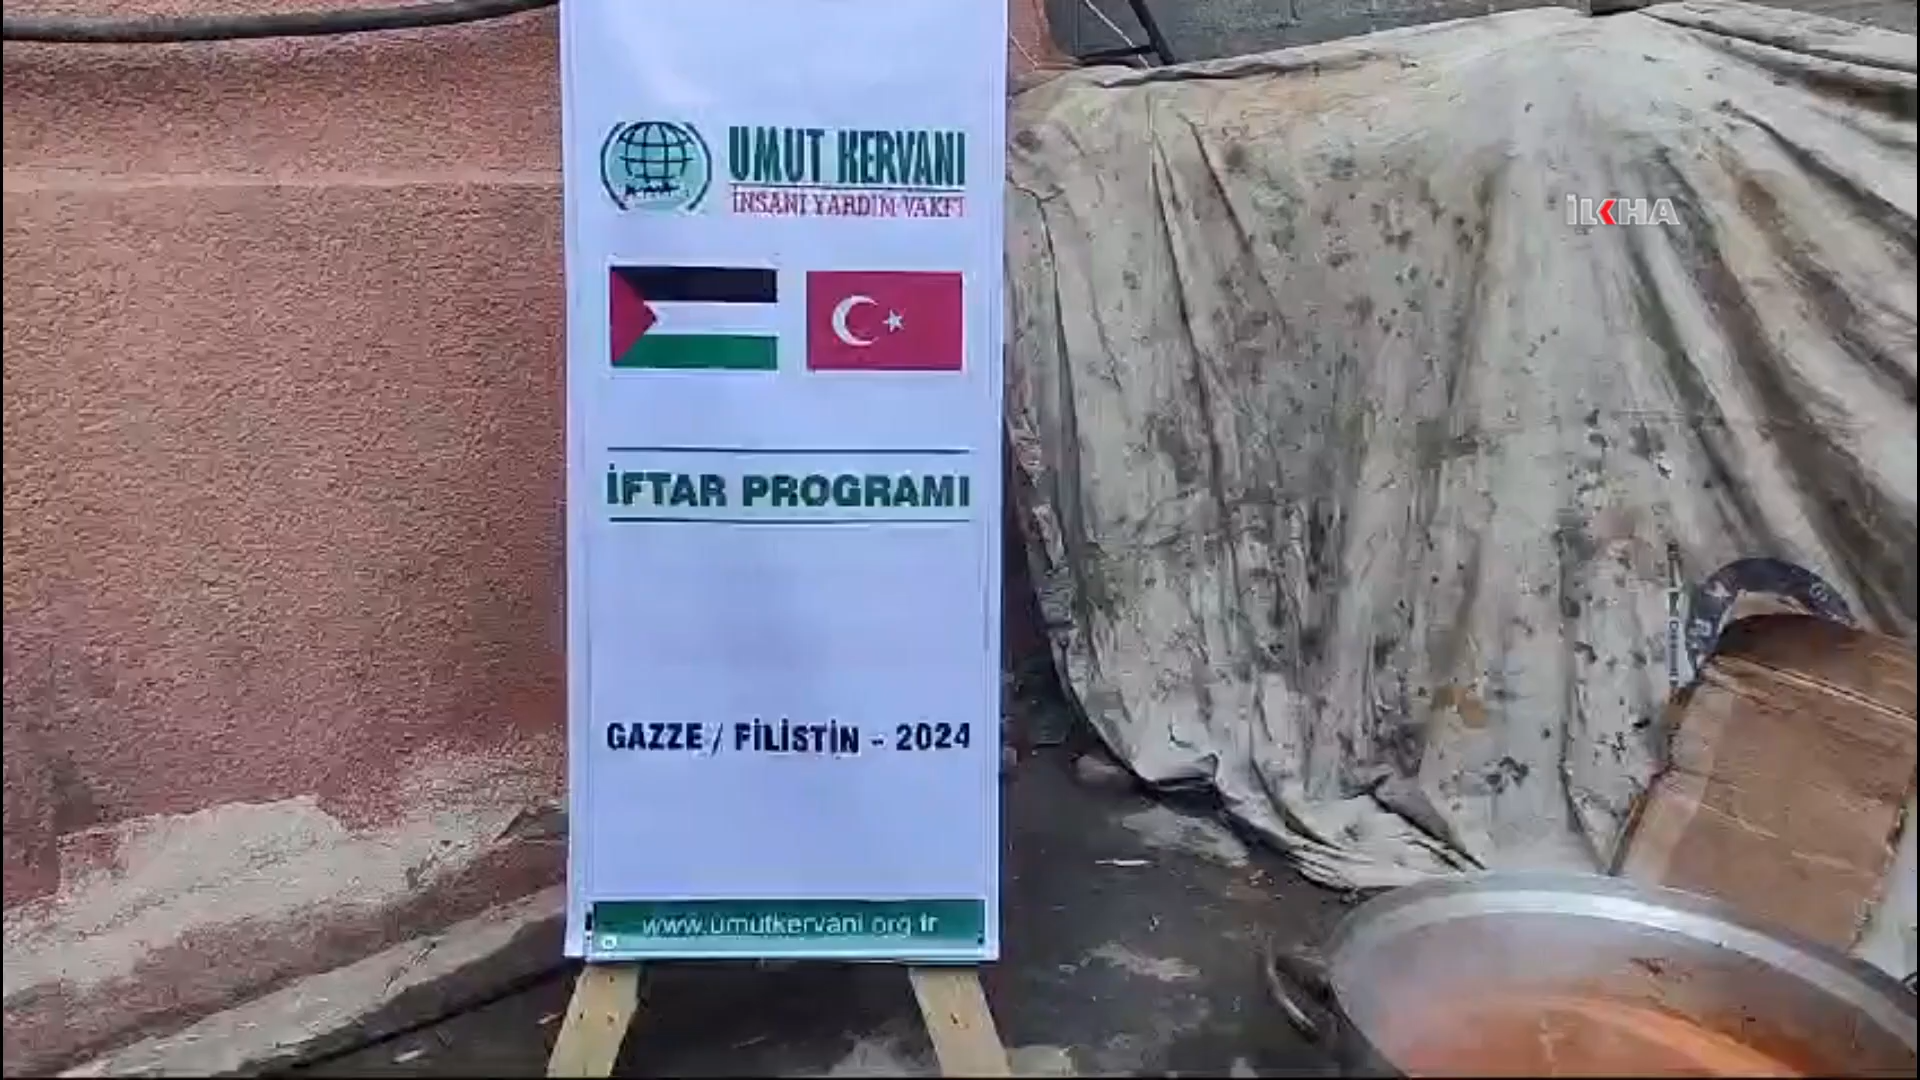 UMUT KERVANI
İNSANİ YARDIM VAKFI
İLKHA
İFTAR PROGRAMI
GAZZE / FİLİSTİN - 2024
www.umutkervani.org.tr